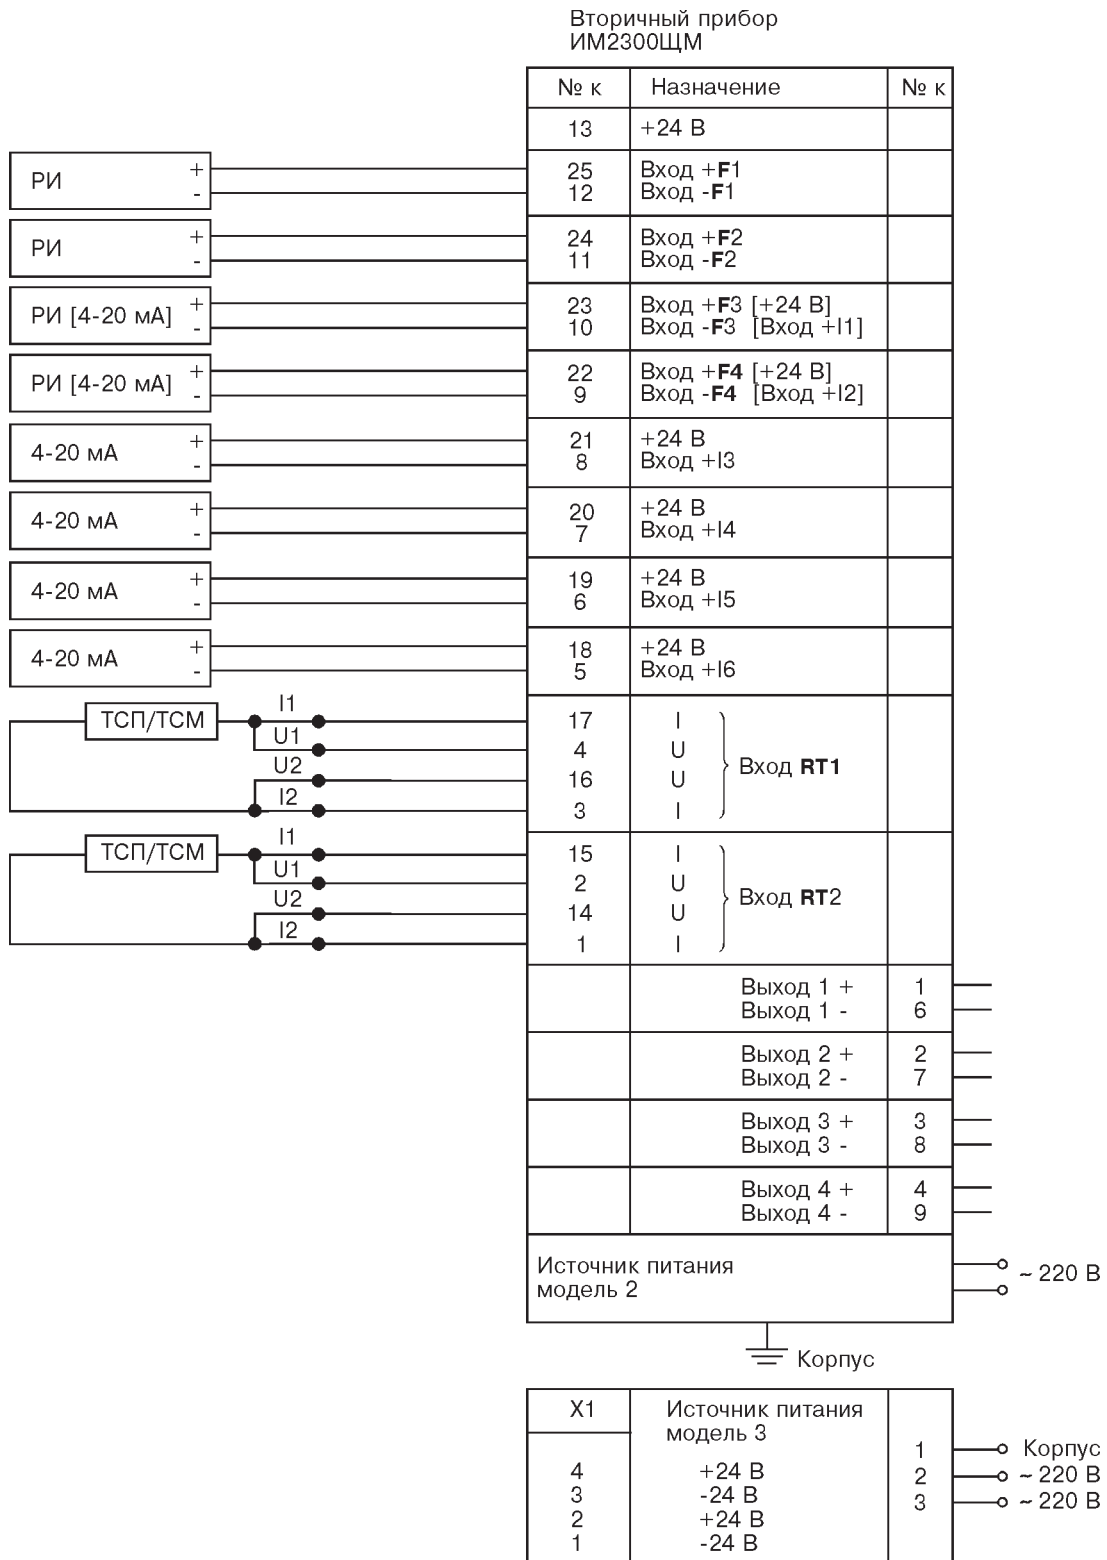 Вторичный прибор
ИМ2300ЩМ
№ к Назначение № к
13 +24 В
РИ + 25 Вход +F1
- 12 Вход -F1
РИ + 24 Вход +F2
- 11 Вход -F2
РИ [4-20 мА] + 23 Вход +F3 [+24 В]
- 10 Вход -F3 [Вход +I1]
РИ [4-20 мА] + 22 Вход +F4 [+24 В]
- 9 Вход -F4 [Вход +I2]
4-20 мА + 21 +24 В
- 8 Вход +I3
4-20 мА + 20 +24 В
- 7 Вход +I4
4-20 мА + 19 +24 В
- 6 Вход +I5
4-20 мА + 18 +24 В
- 5 Вход +I6
ТСП/ТСМ I1 17 I
U1 4 U
Вход RT1
U2 16 U
I2 3 I
ТСП/ТСМ I1 15 I
U1 2 U
Вход RT2
U2 14 U
I2 1 I
Выход 1 + 1
Выход 1 - 6
Выход 2 + 2
Выход 2 - 7
Выход 3 + 3
Выход 3 - 8
Выход 4 + 4
Выход 4 - 9
Источник питания
модель 2
~ 220 В
Корпус
X1 Источник питания
модель 3
1 Корпус
4 +24 В 2 ~ 220 В
3 -24 В 3 ~ 220 В
2 +24 В
1 -24 В